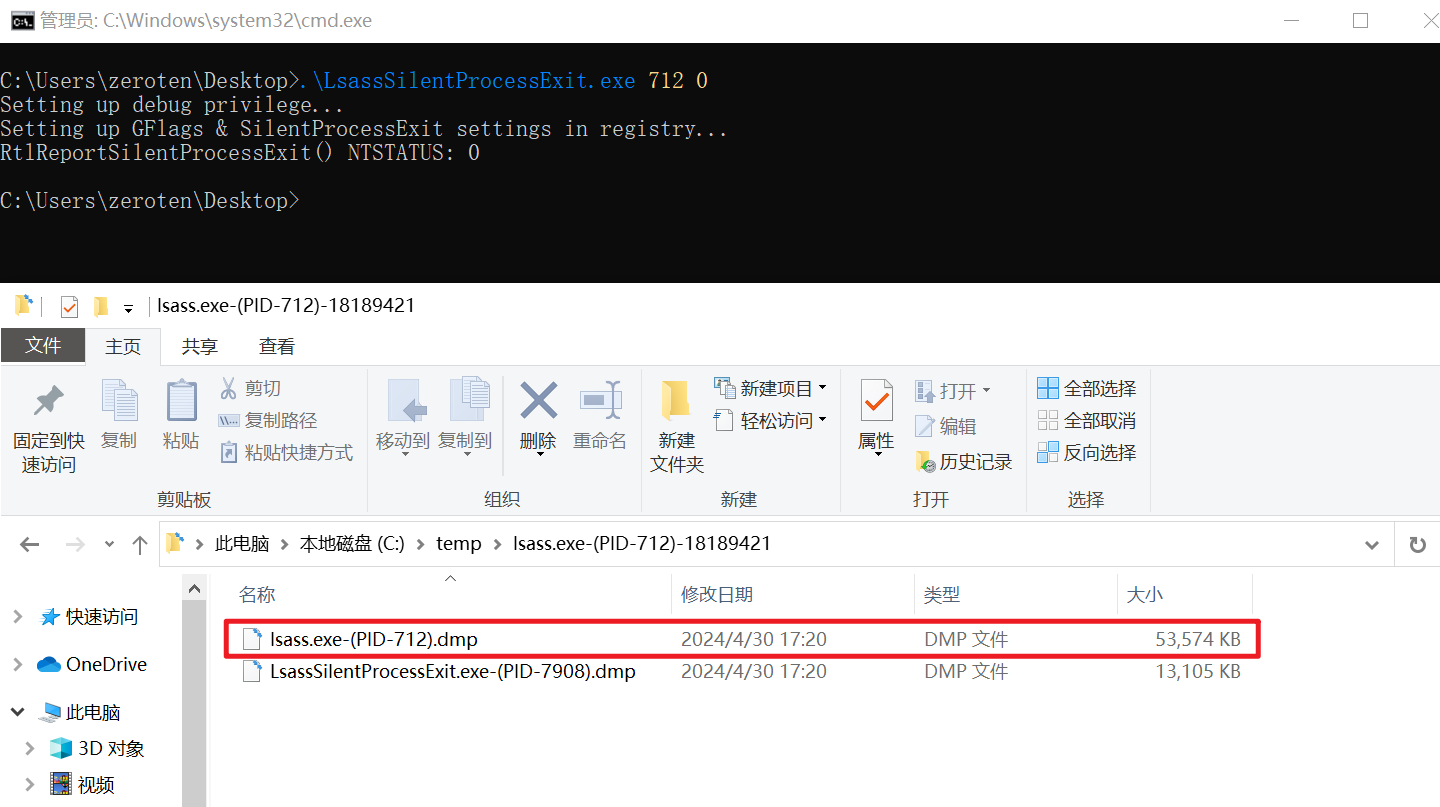 管理员: C:\Windows\system32\cmd.exe
C:\Users\zeroten\Desktop>.\LsassSilentProcessExit.exe 712 0
Setting up debug privilege...
Setting up GFlags & SilentProcessExit settings in registry...
RtlReportSilentProcessExit() NTSTATUS: 0
C:\Users\zeroten\Desktop>
lsass.exe-(PID-712)-18189421
文件 主页 共享 查看
固定到快
速访问
复制
粘贴
剪切
复制路径
粘贴快捷方式
剪贴板
移动到
复制到
删除
重命名
组织
新建
文件夹
新建项目
轻松访问
新建
属性
打开
编辑
历史记录
打开
全部选择
全部取消
反向选择
选择
此电脑 本地磁盘 (C:) temp lsass.exe-(PID-712)-18189421
快速访问
OneDrive
此电脑
3D 对象
视频
名称 修改日期 类型 大小
lsass.exe-(PID-712).dmp 2024/4/30 17:20 DMP 文件 53,574 KB
LsassSilentProcessExit.exe-(PID-7908).dmp 2024/4/30 17:20 DMP 文件 13,105 KB